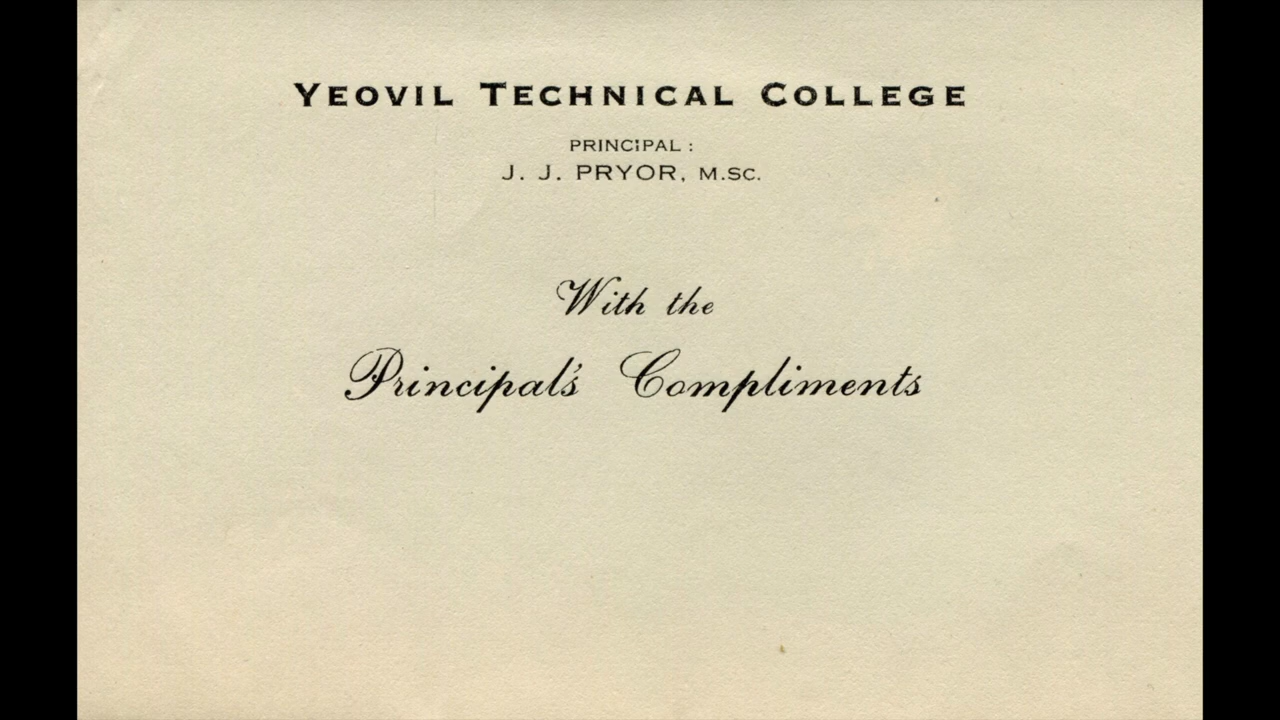 YEOVIL TECHNICAL COLLEGE
PRINCIPAL :
J. J. PRYOR, M.SC.
With the
Principal's Compliments